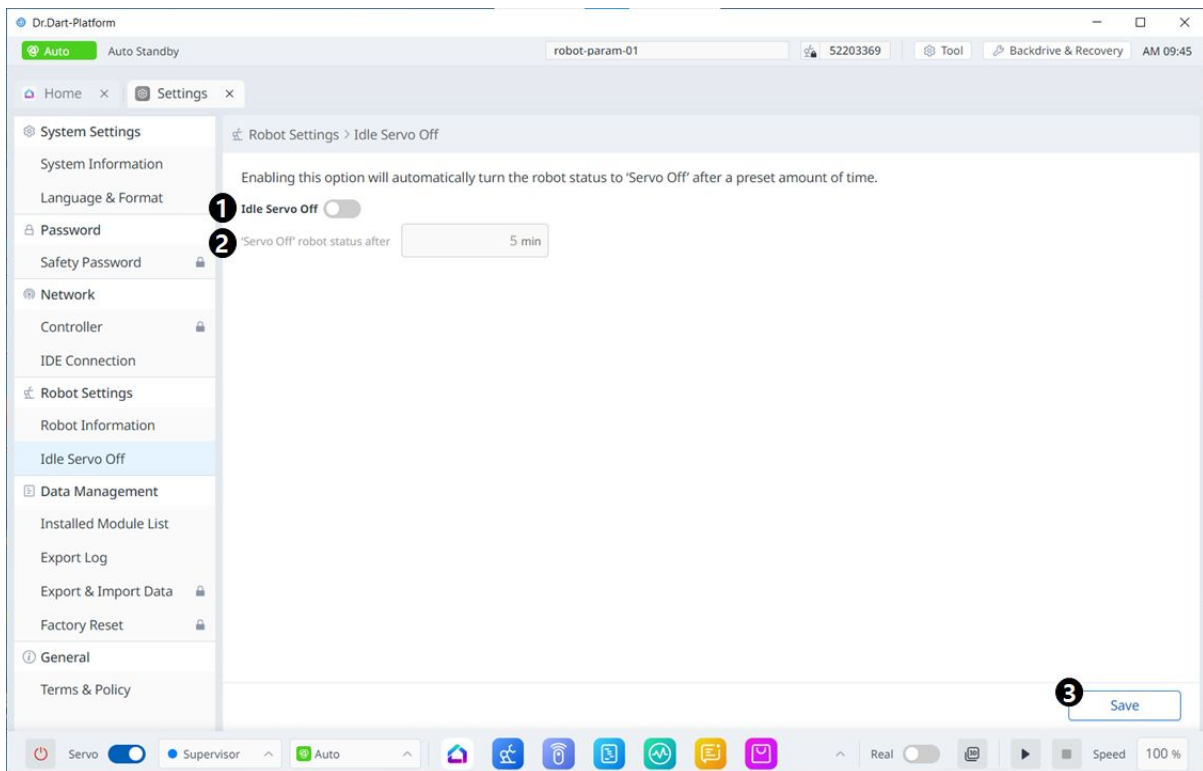 Dr.Dart-Platform
Auto Auto Standby robot-param-01 52203369 Tool Backdrive & Recovery AM 09:45
Home Settings
System Settings
System Information
Language & Format
Password
Safety Password
Network
Controller
IDE Connection
Robot Settings
Robot Information
Idle Servo Off
Data Management
Installed Module List
Export Log
Export & Import Data
Factory Reset
General
Terms & Policy
Robot Settings > Idle Servo Off
Enabling this option will automatically turn the robot status to ‘Servo Off’ after a preset amount of time.
1 Idle Servo Off
2 ‘Servo Off’ robot status after 5 min
3
Save
Servo Supervisor Auto Real 3D Speed 100 %